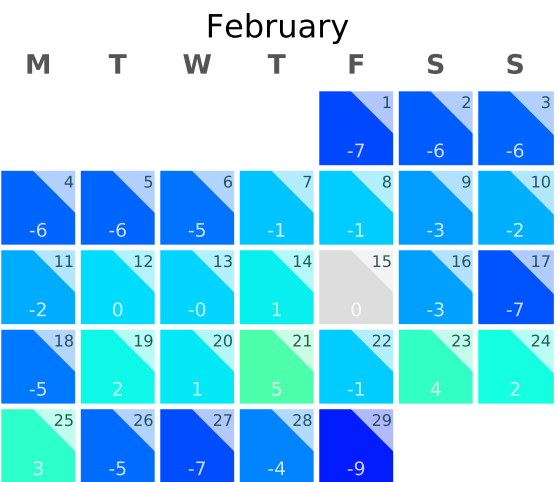 February
M T W T F S S
1 2 3
-7 -6 -6
4 5 6 7 8 9 10
-6 -6 -5 -1 -1 -3 -2
11 12 13 14 15 16 17
-2 0 -0 1 0 -3 -7
18 19 20 21 22 23 24
-5 2 1 5 -1 4 2
25 26 27 28 29
3 -5 -7 -4 -9